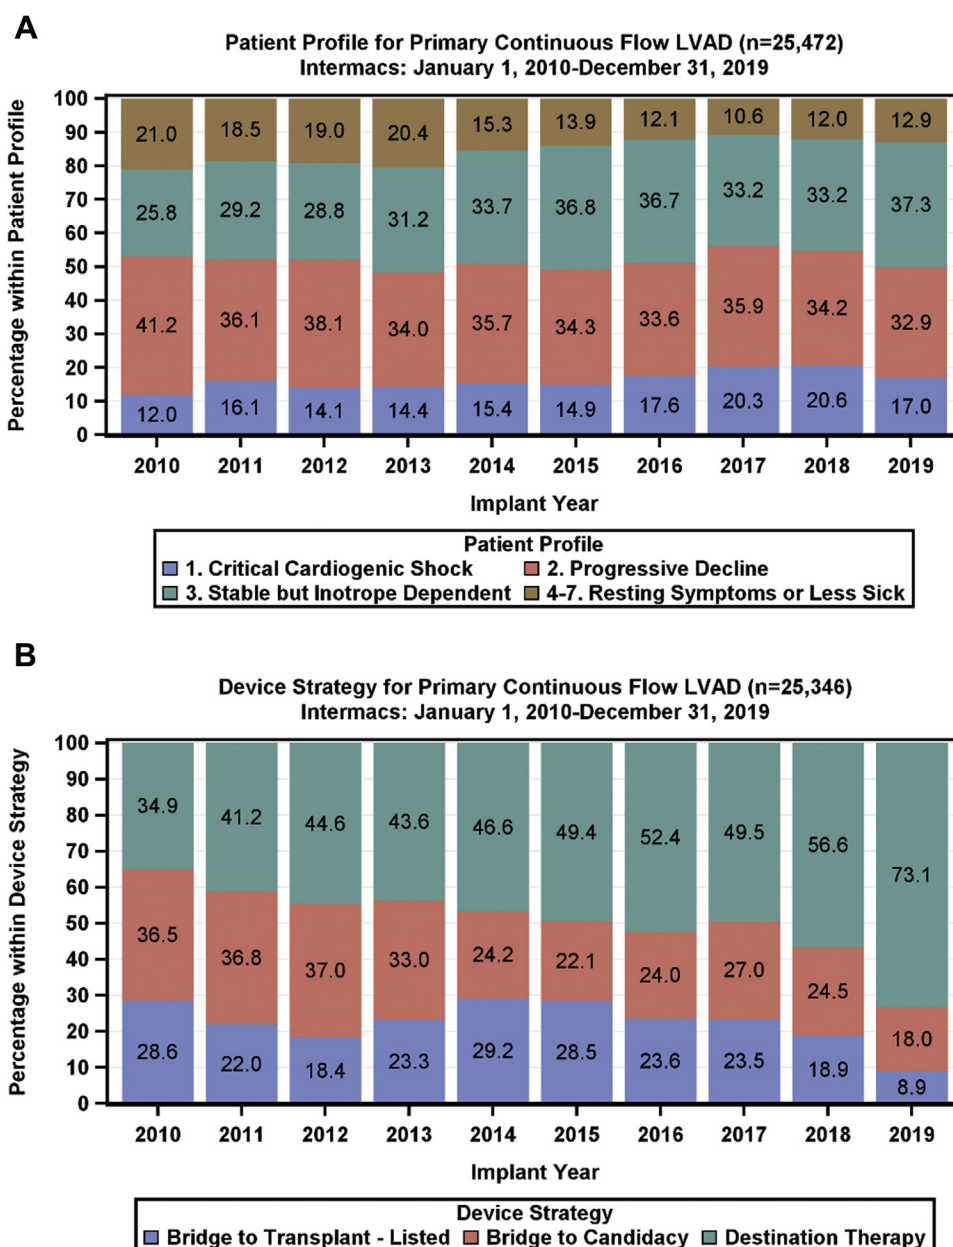 A
Patient Profile for Primary Continuous Flow LVAD (n=25,472)
Intermacs: January 1, 2010-December 31, 2019
Percentage within Patient Profile
100
90
80
70
60
50
40
30
20
10
0
21.0 18.5 19.0 20.4 15.3 13.9 12.1 10.6 12.0 12.9
25.8 29.2 28.8 31.2 33.7 36.8 36.7 33.2 33.2 37.3
41.2 36.1 38.1 34.0 35.7 34.3 33.6 35.9 34.2 32.9
12.0 16.1 14.1 14.4 15.4 14.9 17.6 20.3 20.6 17.0
2010 2011 2012 2013 2014 2015 2016 2017 2018 2019
Implant Year
Patient Profile
1. Critical Cardiogenic Shock 2. Progressive Decline
3. Stable but Inotrope Dependent 4-7. Resting Symptoms or Less Sick
B
Device Strategy for Primary Continuous Flow LVAD (n=25,346)
Intermacs: January 1, 2010-December 31, 2019
Percentage within Device Strategy
100
90
80
70
60
50
40
30
20
10
0
34.9 41.2 44.6 43.6 46.6 49.4 52.4 49.5 56.6 73.1
36.5 36.8 37.0 33.0 24.2 22.1 24.0 27.0 24.5 18.0
28.6 22.0 18.4 23.3 29.2 28.5 23.6 23.5 18.9 8.9
2010 2011 2012 2013 2014 2015 2016 2017 2018 2019
Implant Year
Device Strategy
Bridge to Transplant - Listed Bridge to Candidacy Destination Therapy